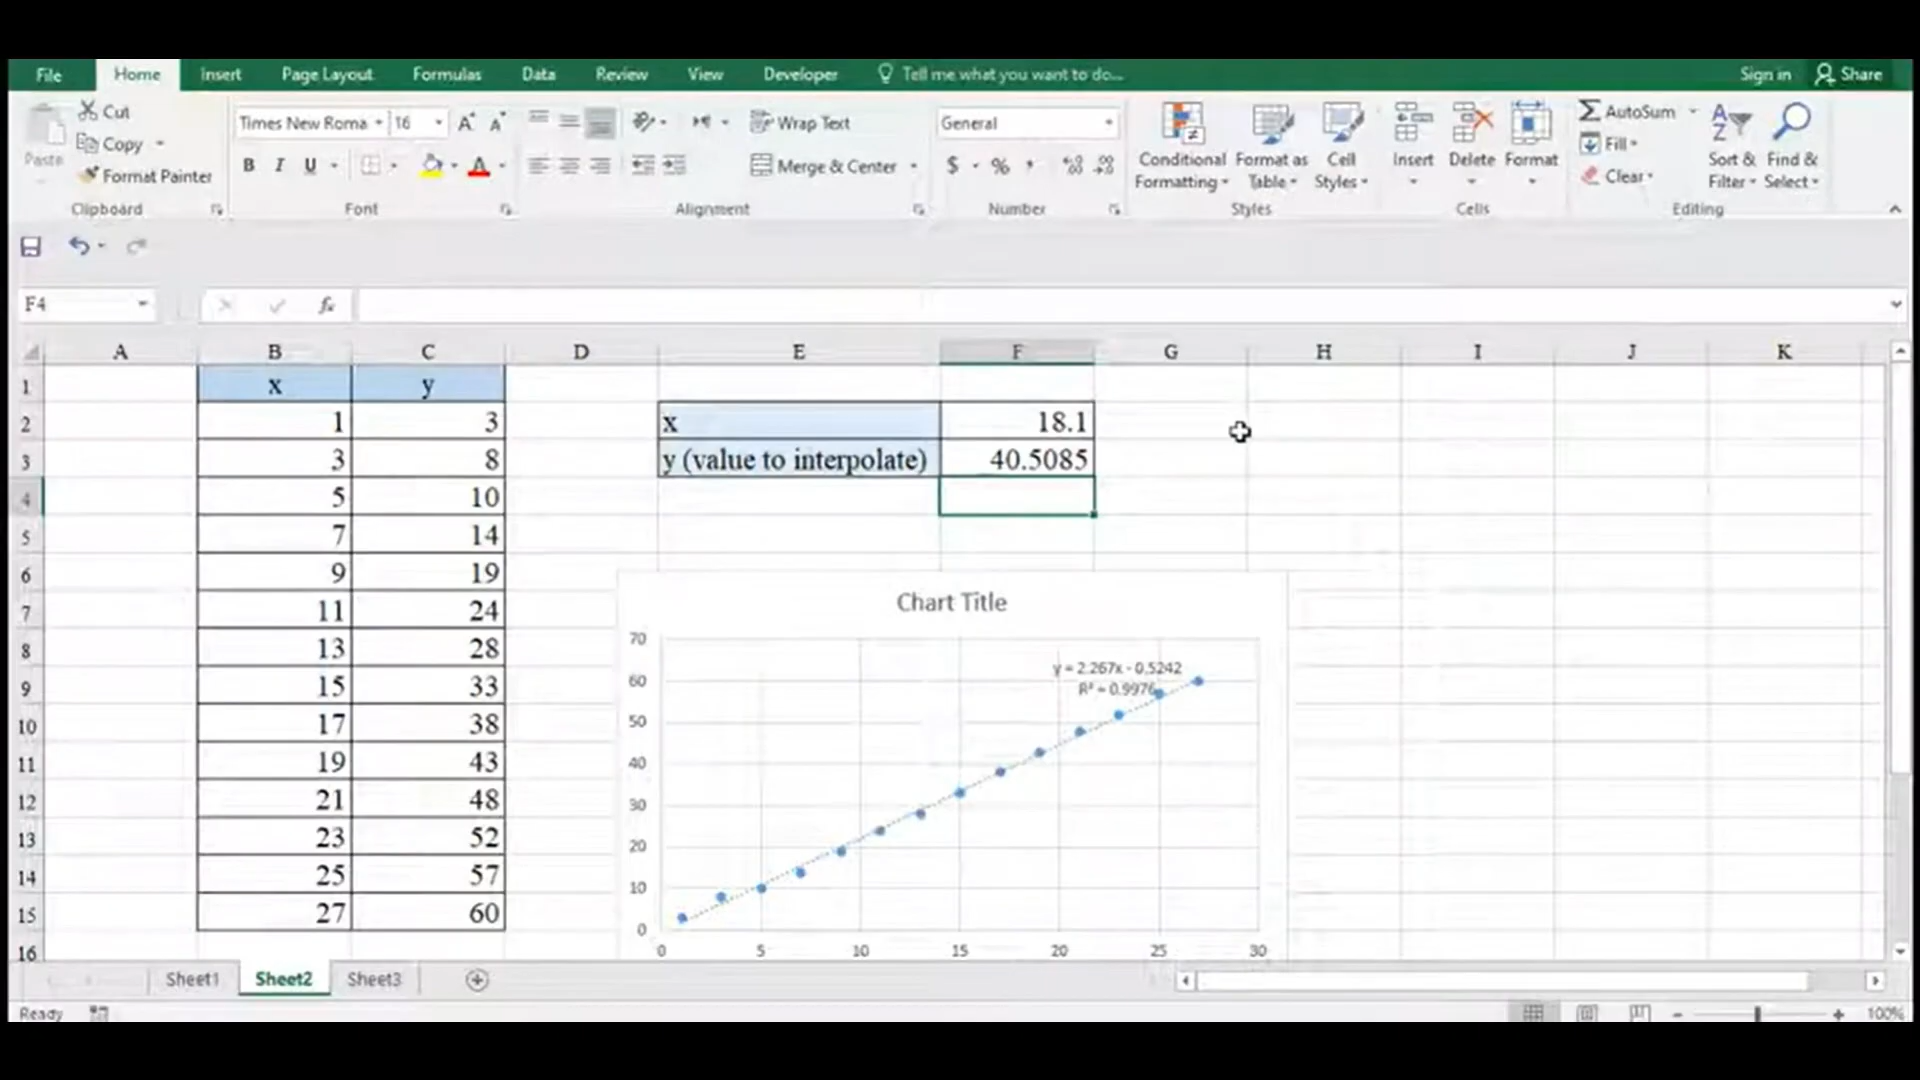 File Home Insert Page Layout Formulas Data Review View Developer Tell me what you want to do... Sign in Share
Cut
Copy
Paste
Format Painter
Clipboard
Times New Roma 16 A A
B I U A
Font
Wrap Text
Merge & Center
Alignment
General
$ % ,
Number
Conditional Formatting
Format as Table
Cell Styles
Styles
Insert Delete Format
Cells
AutoSum
Fill
Clear
Sort & Filter
Find & Select
Editing
F4 fx
A B C D E F G H I J K
1 x y
2 1 3 x 18.1
3 3 8 y (value to interpolate) 40.5085
4 5 10
5 7 14
6 9 19
7 11 24
8 13 28
9 15 33
10 17 38
11 19 43
12 21 48
13 23 52
14 25 57
15 27 60
16
Chart Title
y = 2.267x - 0.5242
R² = 0.9976
70
60
50
40
30
20
10
0
0 5 10 15 20 25 30
Sheet1 Sheet2 Sheet3
Ready 100%